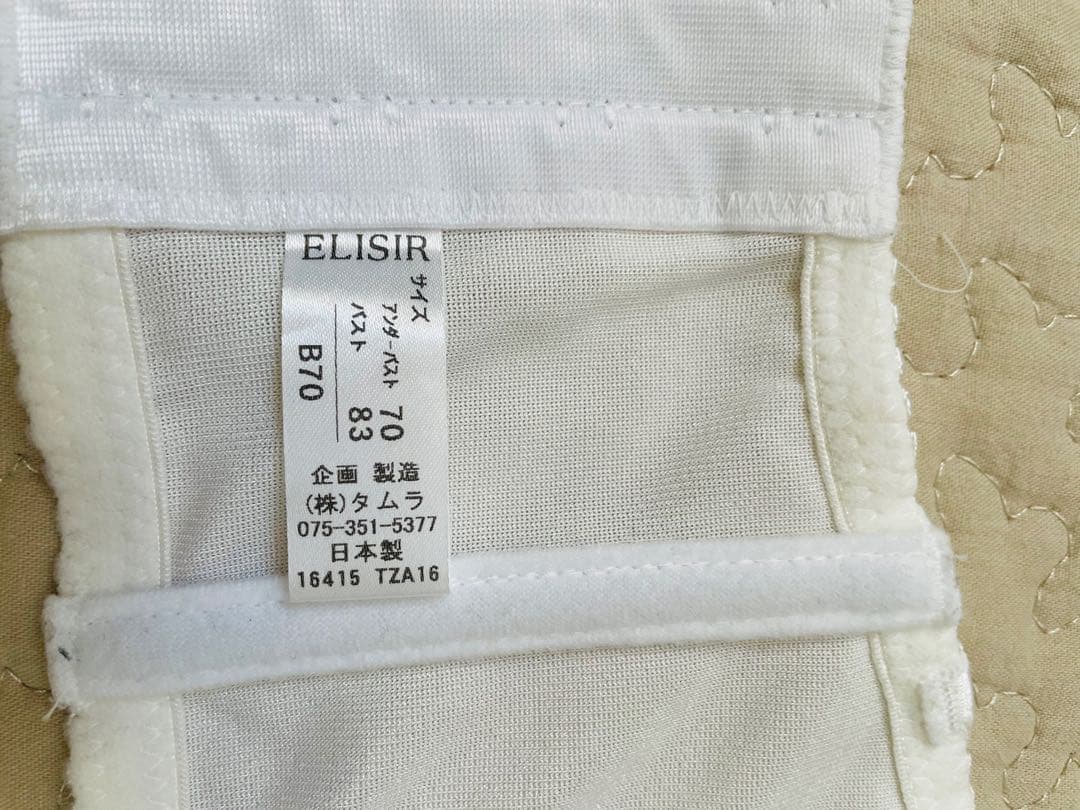 ELISIR
サイズ
アンダーバスト 70
バスト 83
B70
企画 製造
(株)タムラ
075-351-5377
日本製
16415 TZA16